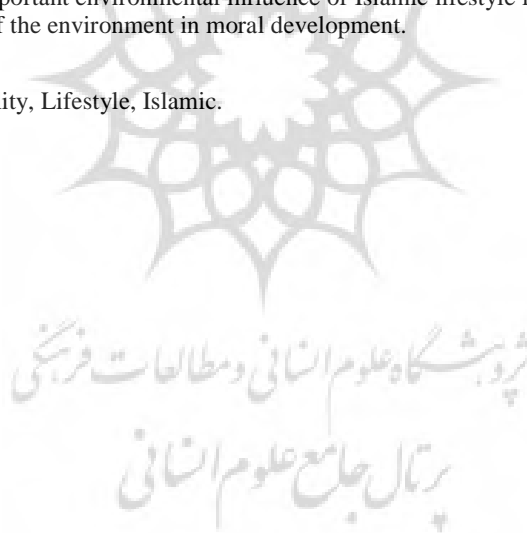 portant environmental influence of Islamic lifestyle
f the environment in moral development.
lity, Lifestyle, Islamic.
پژوهشگاه علوم انسانی و مطالعات فرهنگی
پرتال جامع علوم انسانی